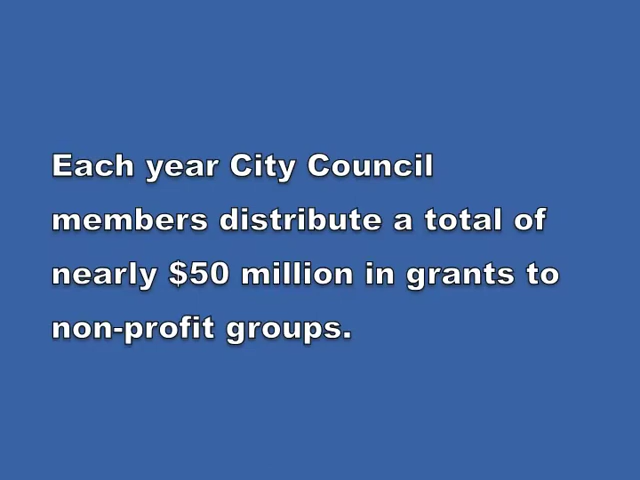 Each year City Council
members distribute a total of
nearly $50 million in grants to
non-profit groups.